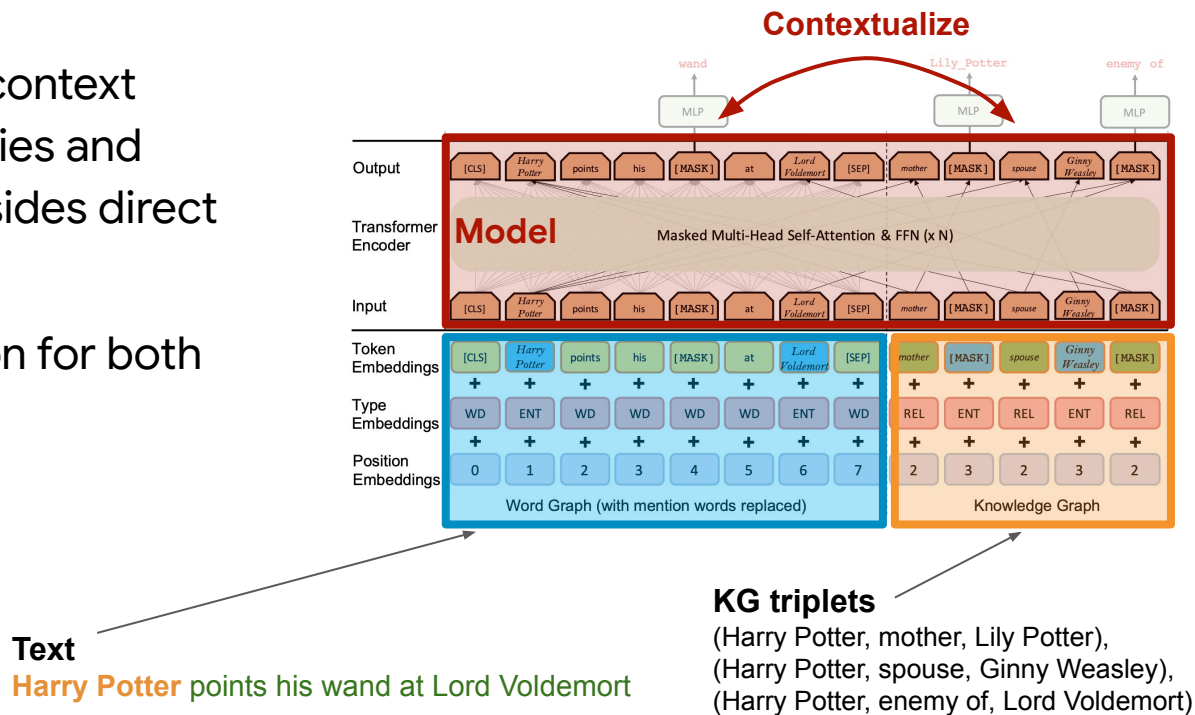 context
ies and
sides direct
on for both
Contextualize
wand
Lily_Potter
enemy of
MLP
MLP
MLP
Output
[CLS] Harry Potter points his [MASK] at Lord Voldemort [SEP] mother [MASK] spouse Ginny Weasley [MASK]
Transformer
Encoder
Model
Masked Multi-Head Self-Attention & FFN (x N)
Input
[CLS] Harry Potter points his [MASK] at Lord Voldemort [SEP] mother [MASK] spouse Ginny Weasley [MASK]
Token
Embeddings
[CLS] Harry Potter points his [MASK] at Lord Voldemort [SEP] mother [MASK] spouse Ginny Weasley [MASK]
+ + + + + + + + + + + + +
Type
Embeddings
WD ENT WD WD WD WD ENT WD REL ENT REL ENT REL
+ + + + + + + + + + + + +
Position
Embeddings
0 1 2 3 4 5 6 7 2 3 2 3 2
Word Graph (with mention words replaced)
Knowledge Graph
Text
Harry Potter points his wand at Lord Voldemort
KG triplets
(Harry Potter, mother, Lily Potter),
(Harry Potter, spouse, Ginny Weasley),
(Harry Potter, enemy of, Lord Voldemort)